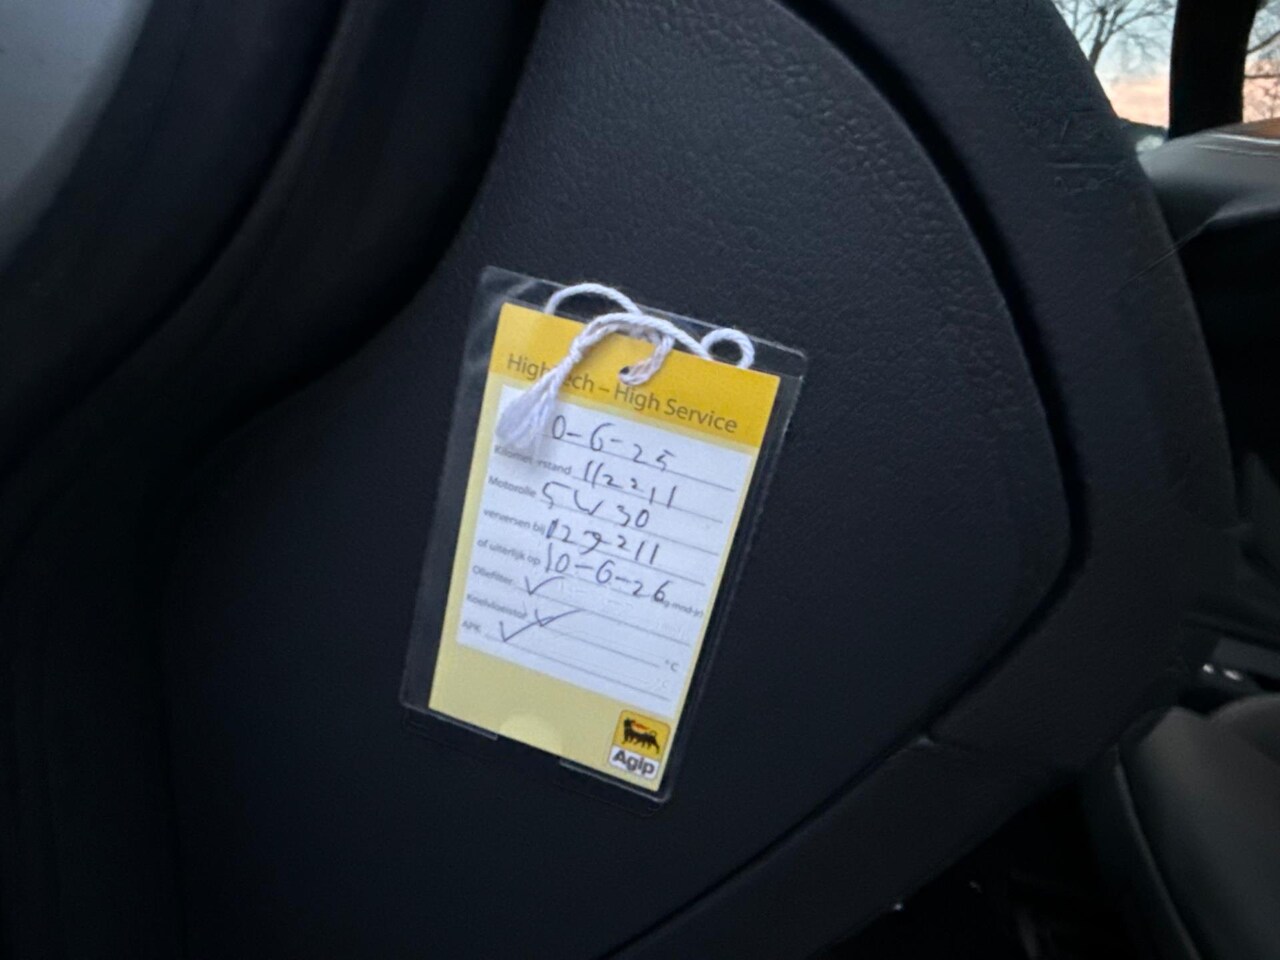 High Tech – High Service
0-6-25
Kilometerstand 112211
Motorolie 5W30
verversen bij 127211
of uiterlijk op 10-6-26
Oliefilter ✓
Koelvloeistof ✓ °C
APK ✓ °C
Agip